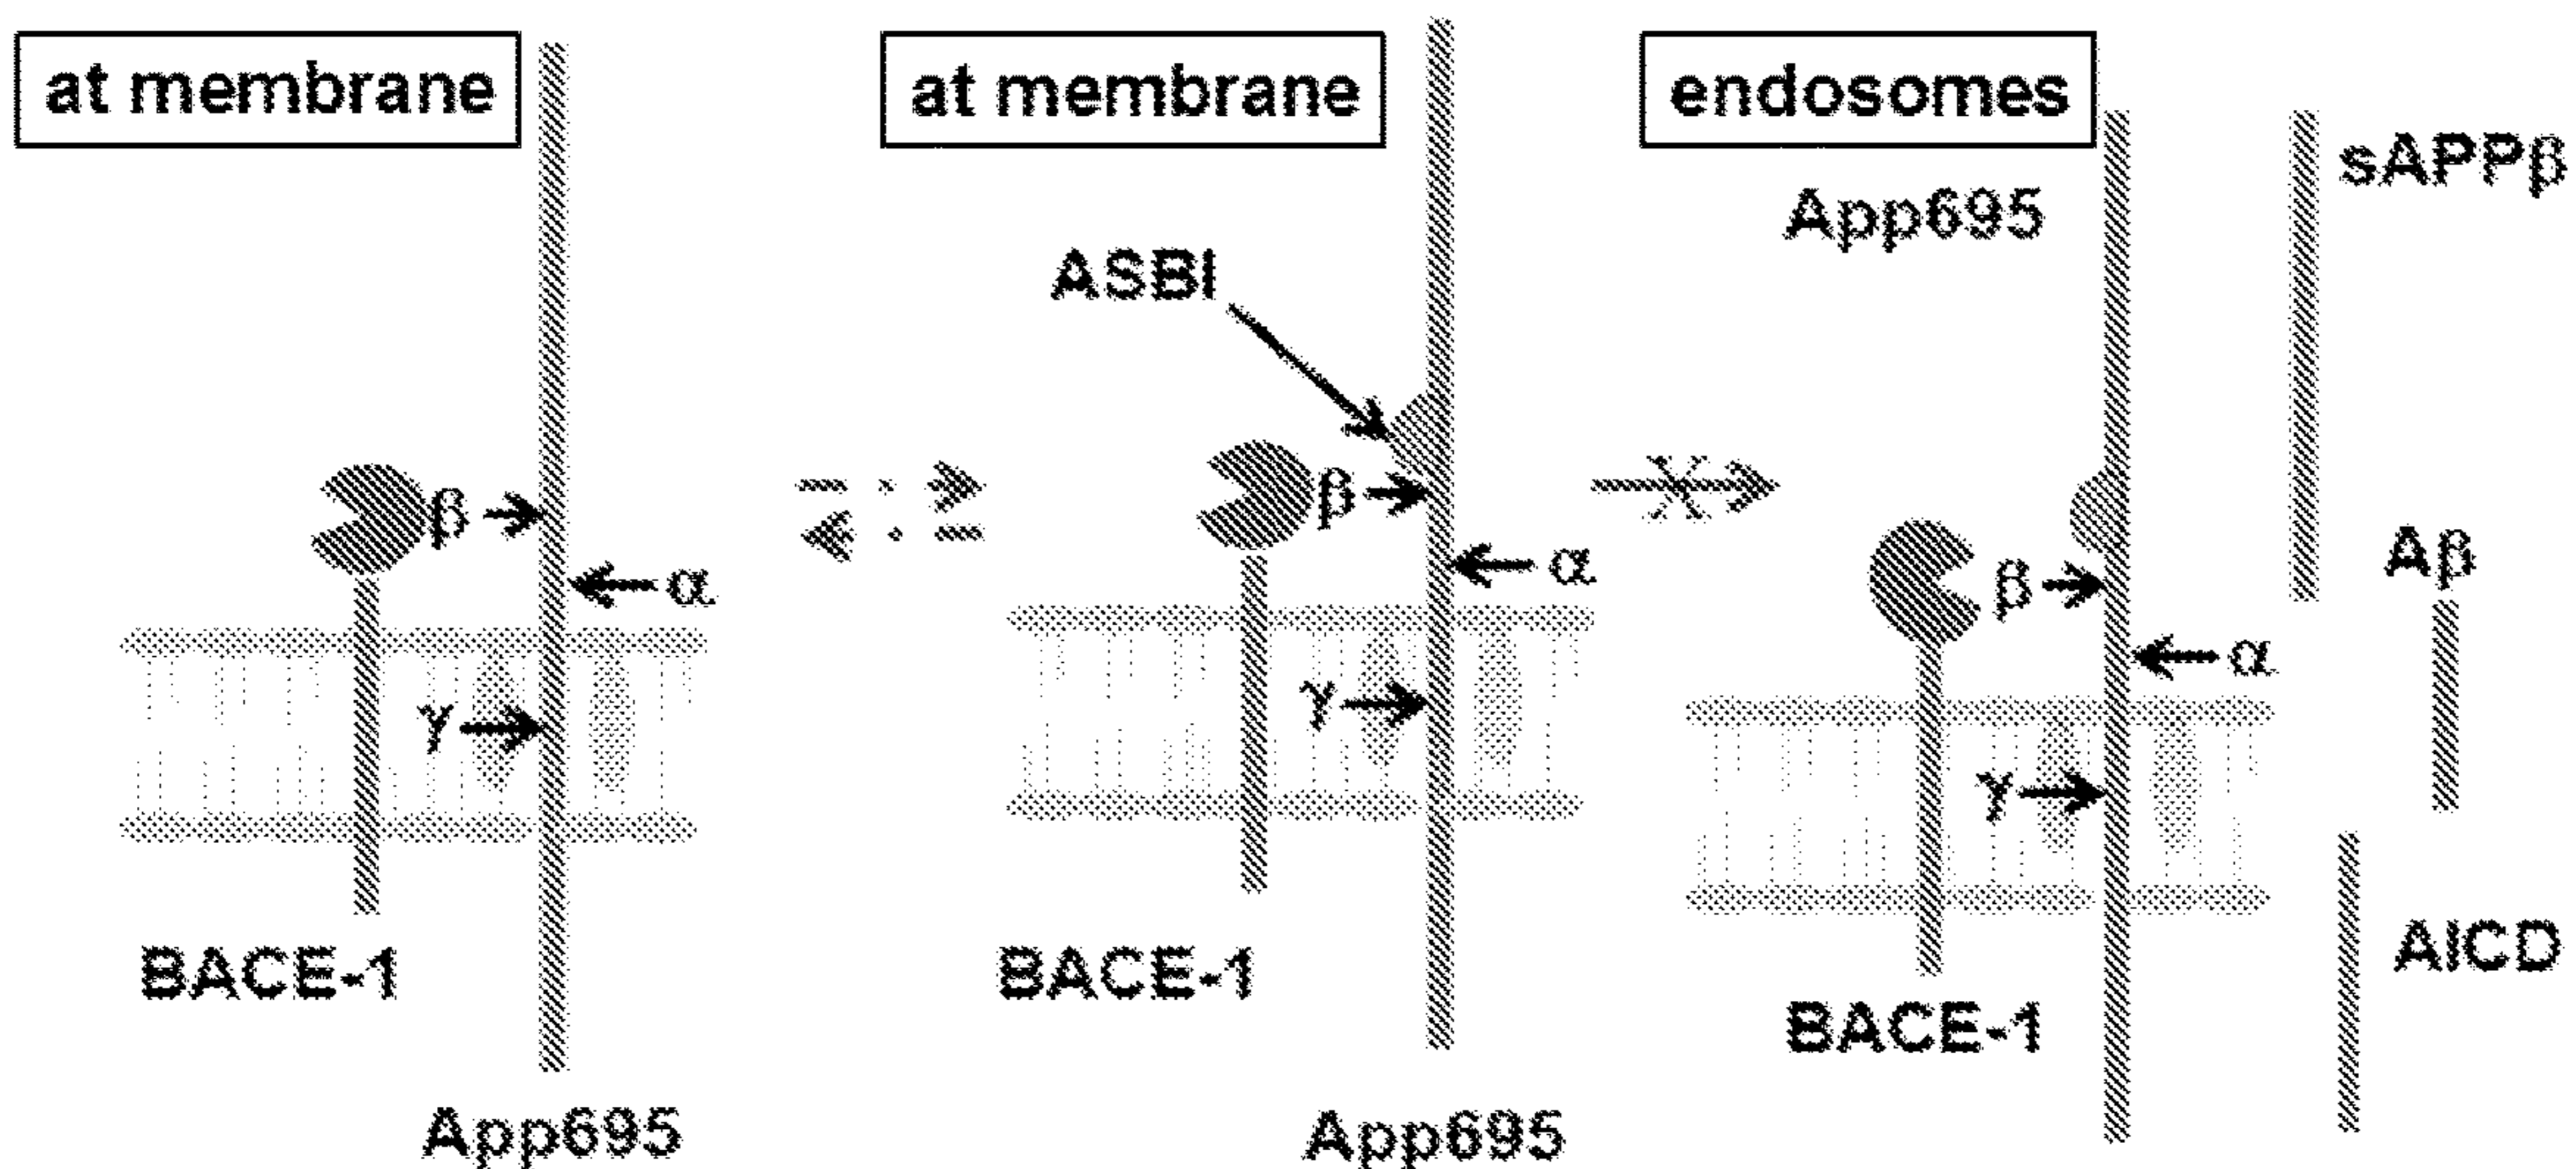 at membrane
β
α
γ
BACE-1
App695
at membrane
ASBI
β
α
γ
BACE-1
App695
X
endosomes
App695
sAPPβ
β
α
γ
Aβ
AICD
BACE-1